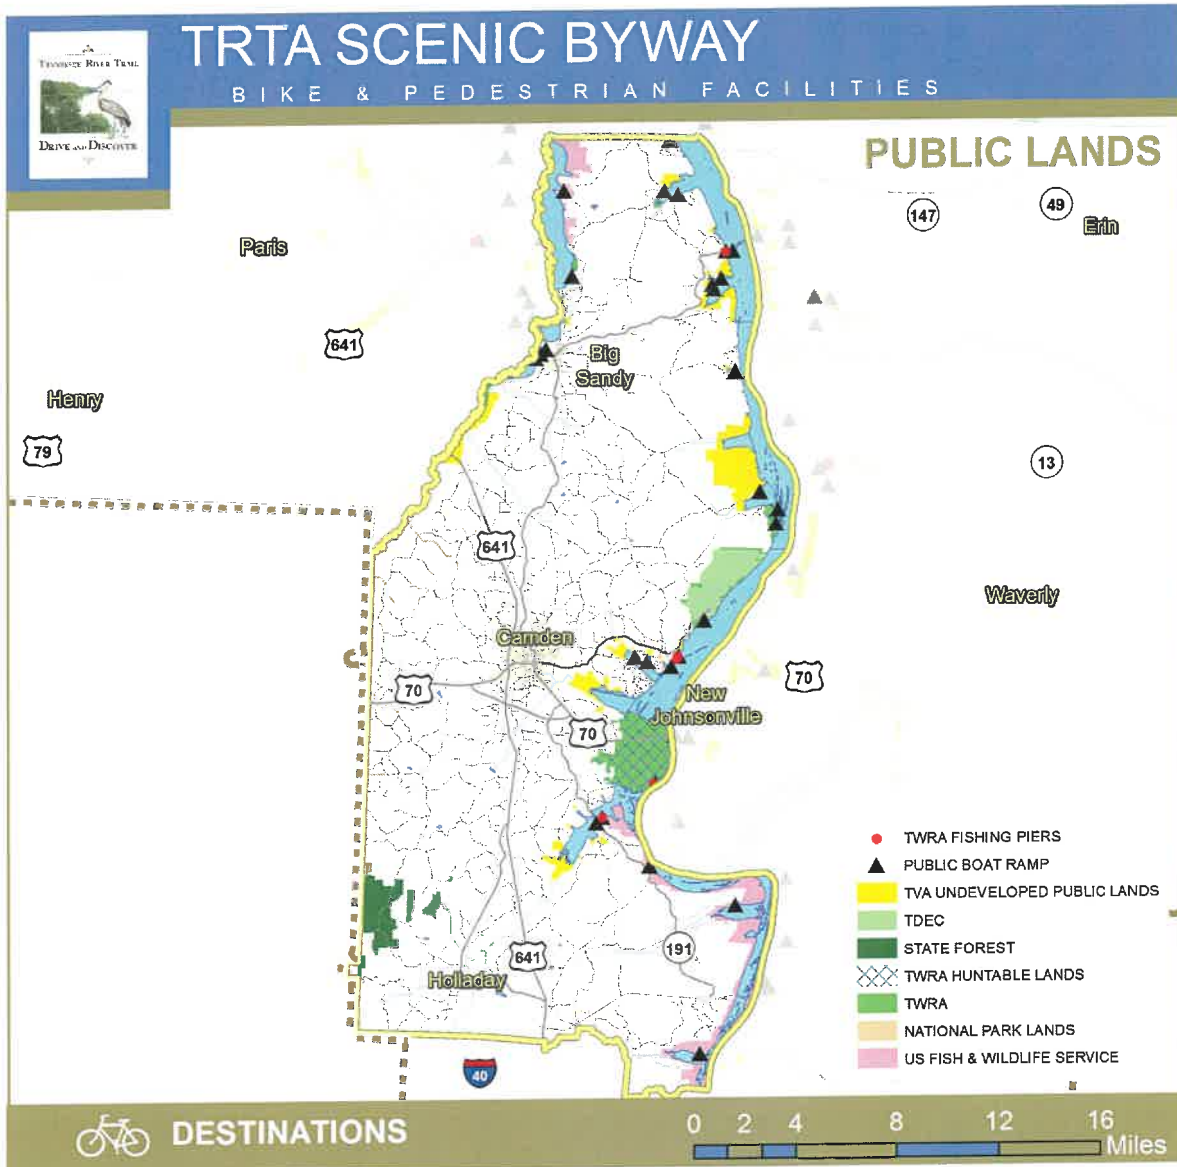 TRTA SCENIC BYWAY
BIKE & PEDESTRIAN FACILITIES
TENNESSEE RIVER TRAIL
DRIVE AND DISCOVER
PUBLIC LANDS
147
49
Erin
Paris
641
Big
Sandy
Henry
79
13
641
Waverly
Camden
70
70
New
Johnsonville
70
TWRA FISHING PIERS
PUBLIC BOAT RAMP
TVA UNDEVELOPED PUBLIC LANDS
TDEC
STATE FOREST
TWRA HUNTABLE LANDS
TWRA
NATIONAL PARK LANDS
US FISH & WILDLIFE SERVICE
191
641
Holladay
40
DESTINATIONS
0 2 4 8 12 16
Miles